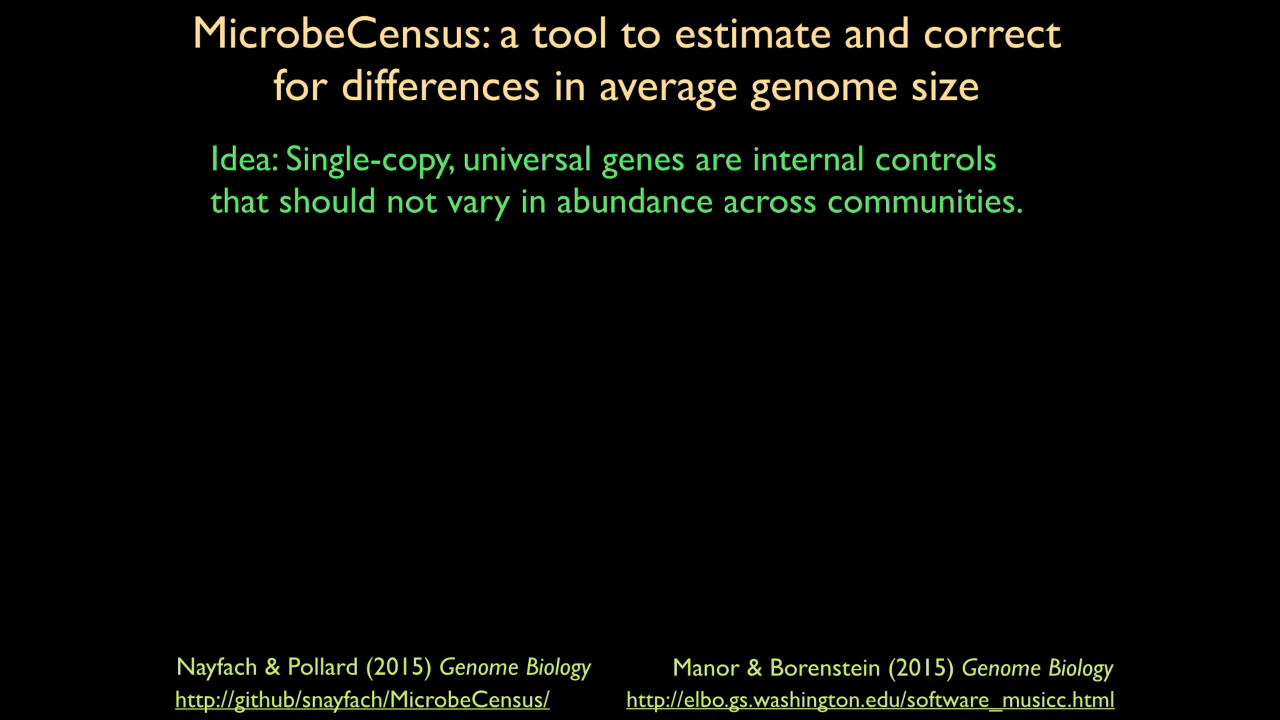 MicrobeCensus: a tool to estimate and correct
for differences in average genome size
Idea: Single-copy, universal genes are internal controls
that should not vary in abundance across communities.
Nayfach & Pollard (2015) Genome Biology
http://github/snayfach/MicrobeCensus/
Manor & Borenstein (2015) Genome Biology
http://elbo.gs.washington.edu/software_musicc.html